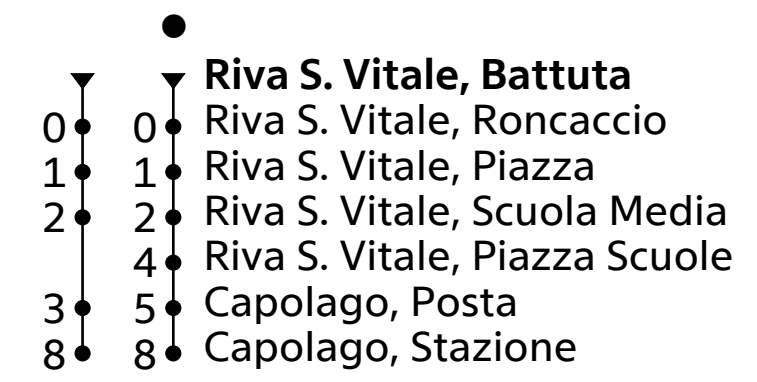 Riva S. Vitale, Battuta
0 0 Riva S. Vitale, Roncaccio
1 1 Riva S. Vitale, Piazza
2 2 Riva S. Vitale, Scuola Media
4 Riva S. Vitale, Piazza Scuole
3 5 Capolago, Posta
8 8 Capolago, Stazione